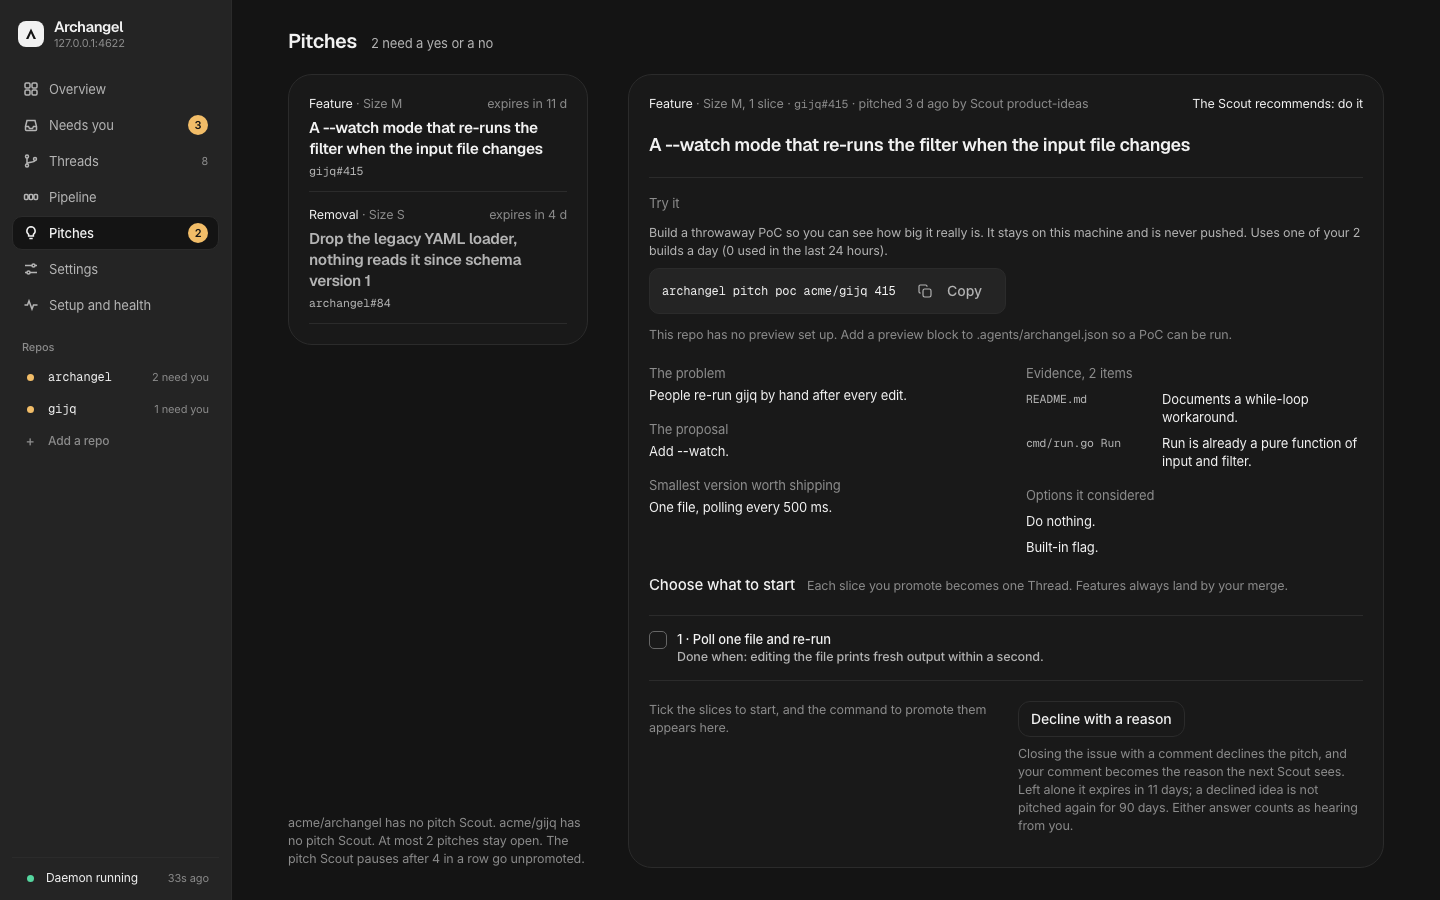 Archangel
127.0.0.1:4622
Overview
Needs you 3
Threads 8
Pipeline
Pitches 2
Settings
Setup and health
Repos
archangel 2 need you
gijq 1 need you
+ Add a repo
Daemon running 33s ago
Pitches 2 need a yes or a no
Feature · Size M expires in 11 d
A --watch mode that re-runs the
filter when the input file changes
gijq#415
Removal · Size S expires in 4 d
Drop the legacy YAML loader,
nothing reads it since schema
version 1
archangel#84
acme/archangel has no pitch Scout. acme/gijq has
no pitch Scout. At most 2 pitches stay open. The
pitch Scout pauses after 4 in a row go unpromoted.
Feature · Size M, 1 slice · gijq#415 · pitched 3 d ago by Scout product-ideas The Scout recommends: do it
A --watch mode that re-runs the filter when the input file changes
Try it
Build a throwaway PoC so you can see how big it really is. It stays on this machine and is never pushed. Uses one of your 2
builds a day (0 used in the last 24 hours).
archangel pitch poc acme/gijq 415 Copy
This repo has no preview set up. Add a preview block to .agents/archangel.json so a PoC can be run.
The problem
People re-run gijq by hand after every edit.
The proposal
Add --watch.
Smallest version worth shipping
One file, polling every 500 ms.
Evidence, 2 items
README.md Documents a while-loop
workaround.
cmd/run.go Run Run is already a pure function of
input and filter.
Options it considered
Do nothing.
Built-in flag.
Choose what to start Each slice you promote becomes one Thread. Features always land by your merge.
1 · Poll one file and re-run
Done when: editing the file prints fresh output within a second.
Tick the slices to start, and the command to promote them
appears here.
Decline with a reason
Closing the issue with a comment declines the pitch, and
your comment becomes the reason the next Scout sees.
Left alone it expires in 11 days; a declined idea is not
pitched again for 90 days. Either answer counts as hearing
from you.